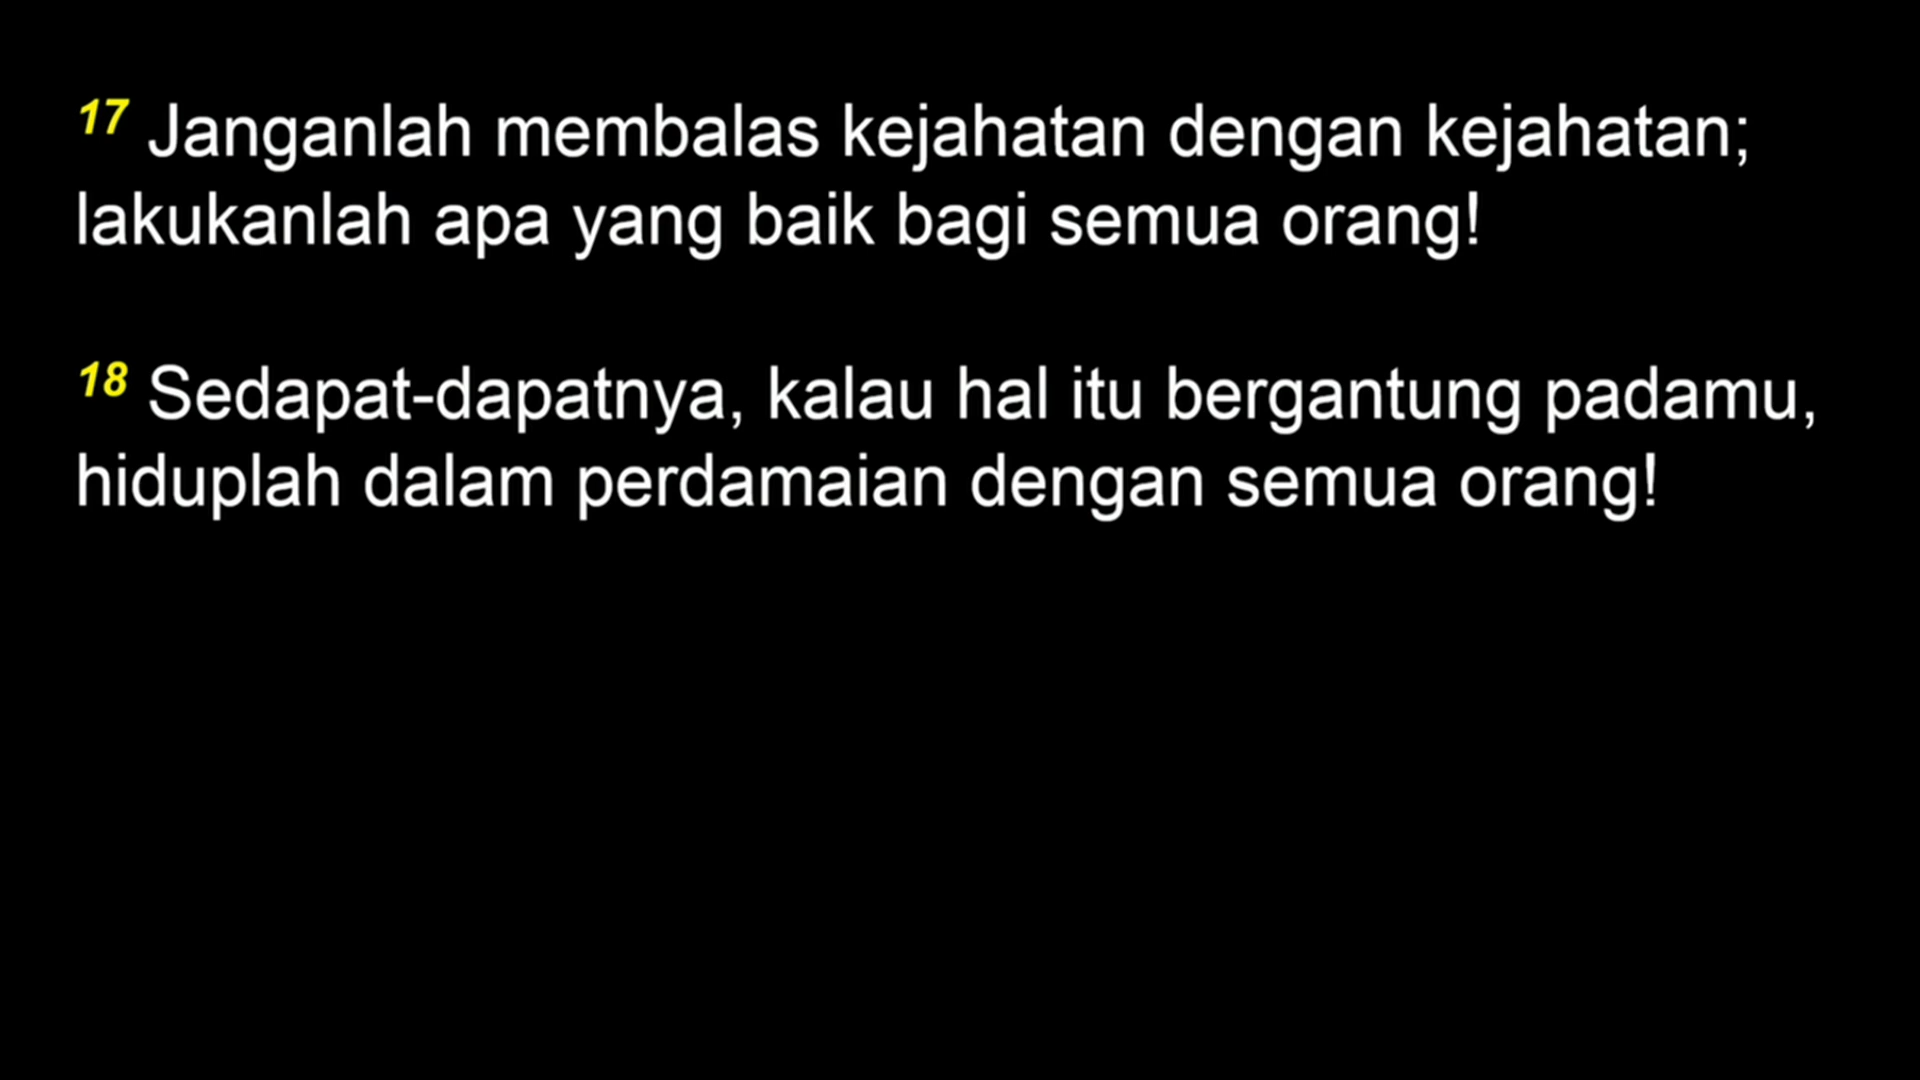 17 Janganlah membalas kejahatan dengan kejahatan;
lakukanlah apa yang baik bagi semua orang!
18 Sedapat-dapatnya, kalau hal itu bergantung padamu,
hiduplah dalam perdamaian dengan semua orang!